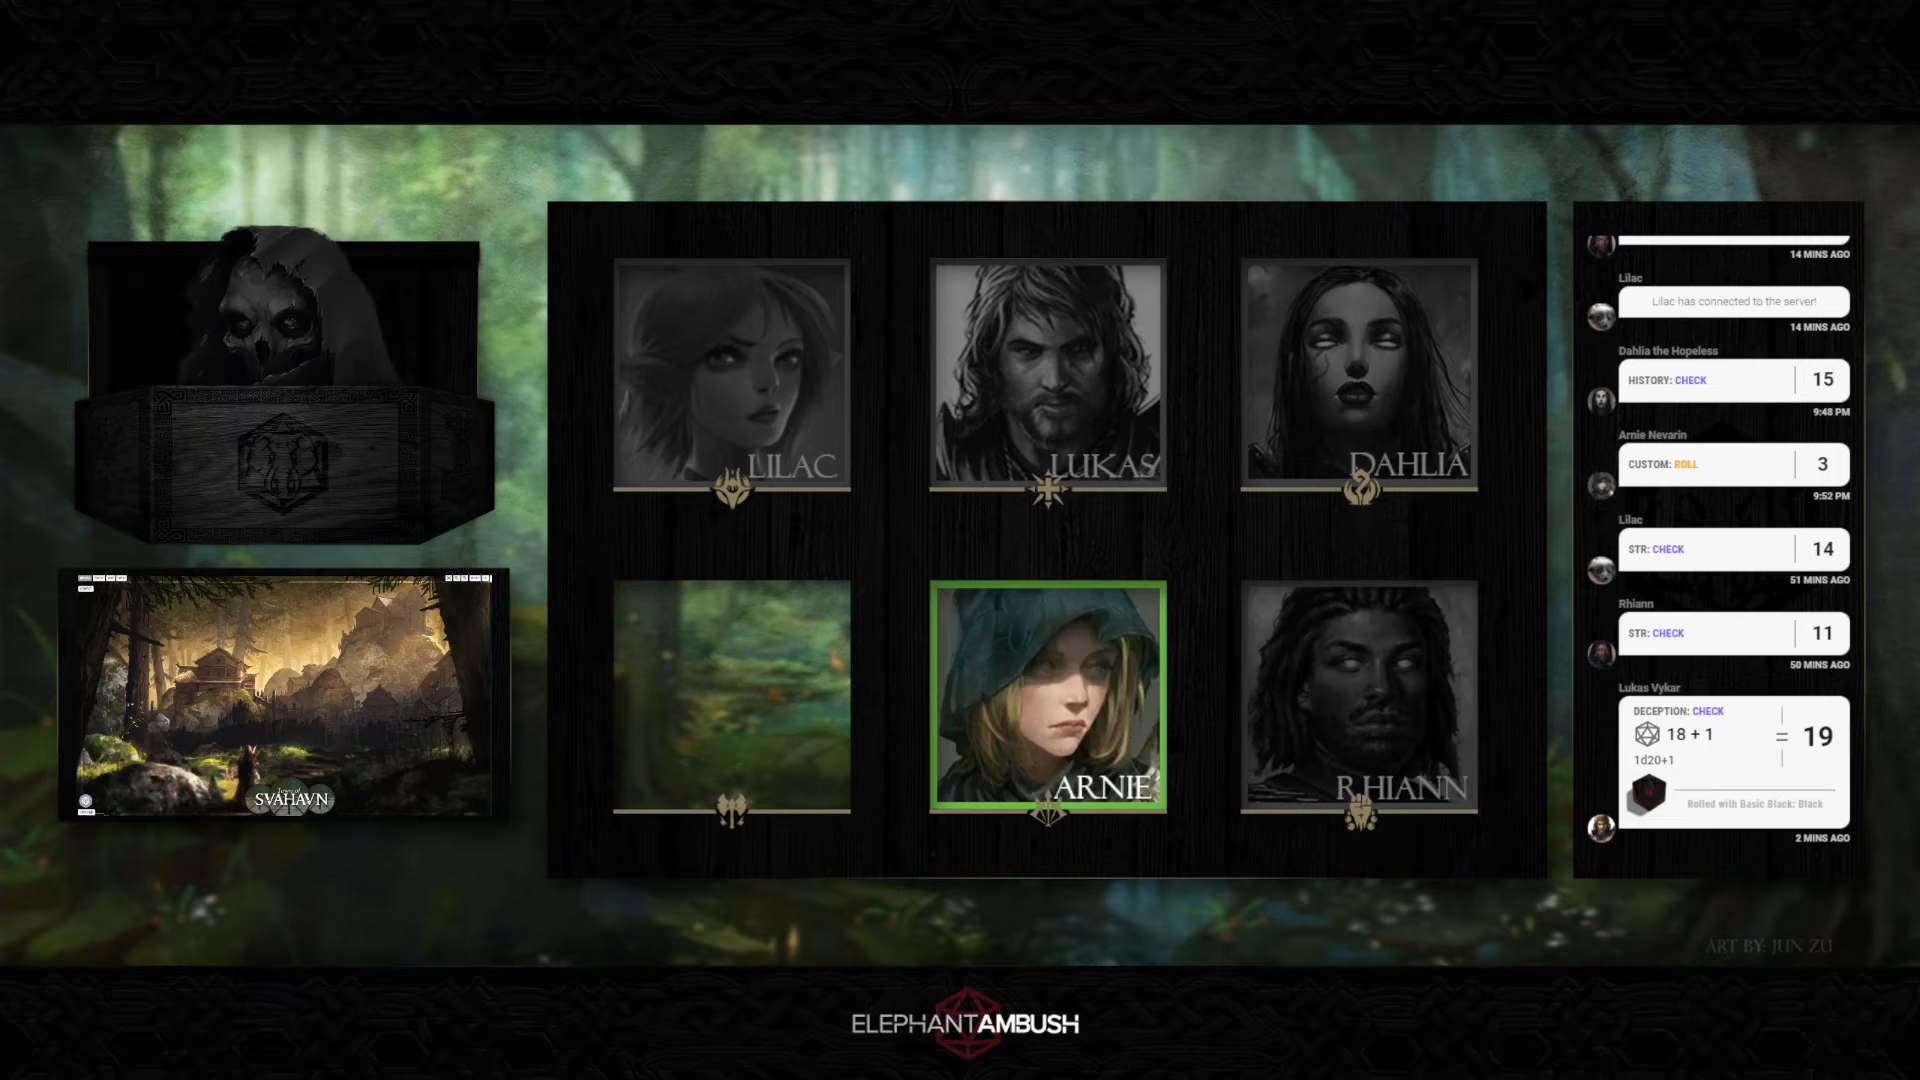 LILAC
LUKAS
DAHLIA
ARNIE
RHIANN
Town of
SVAHAVN
14 MINS AGO
Lilac
Lilac has connected to the server!
14 MINS AGO
Dahlia the Hopeless
HISTORY: CHECK
15
9:48 PM
Arnie Nevarin
CUSTOM: ROLL
3
9:52 PM
Lilac
STR: CHECK
14
51 MINS AGO
Rhiann
STR: CHECK
11
50 MINS AGO
Lukas Vykar
DECEPTION: CHECK
18 + 1 = 19
1d20+1
Rolled with Basic Black: Black
2 MINS AGO
ART BY: JUN ZU
ELEPHANTAMBUSH